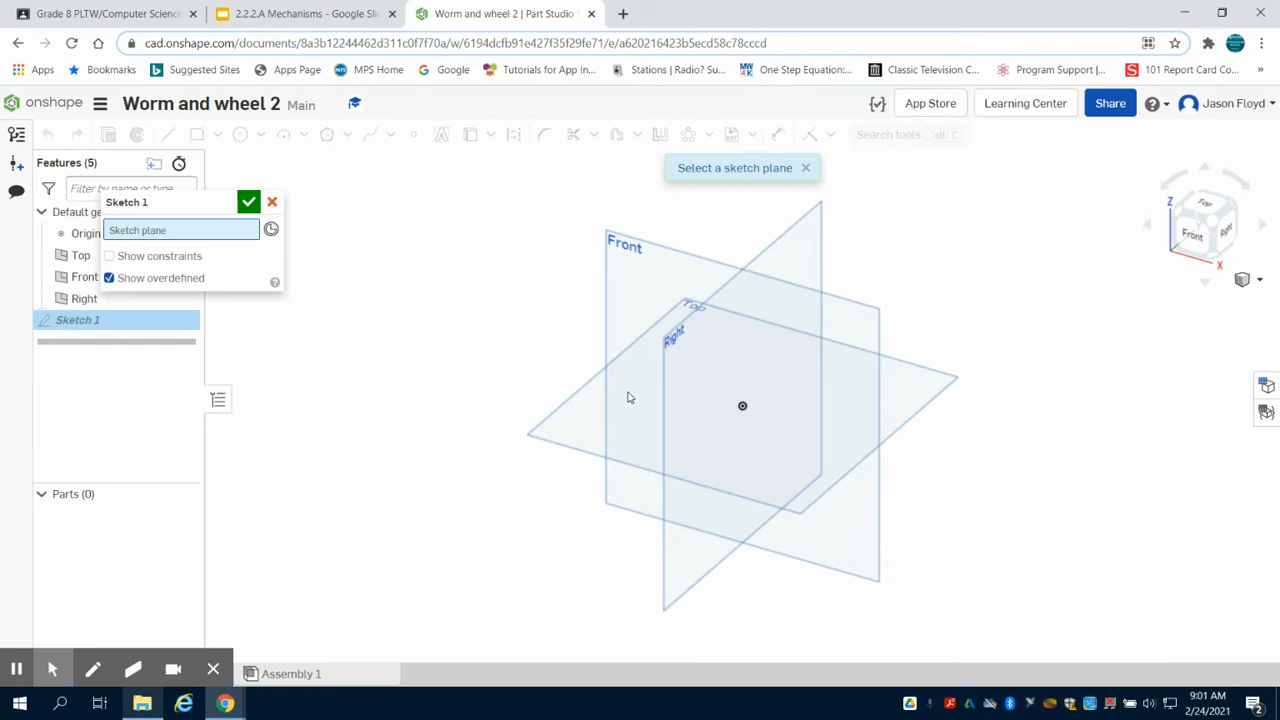 Grade 8 PLTW/Computer Science
2.2.2.A Mechanisms - Google Sli
Worm and wheel 2 | Part Studio
cad.onshape.com/documents/8a3b12244462d311c0f7f70a/w/6194dcfb91e427f35f29fe71/e/a620216423b5ecd58c78cccd
Apps
Bookmarks
Suggested Sites
Apps Page
MPS Home
Google
Tutorials for App In...
Stations | Radio? Su...
One Step Equation:...
Classic Television C...
Program Support |...
101 Report Card Co...
»
onshape
Worm and wheel 2 Main
App Store
Learning Center
Share
Jason Floyd
Search tools... alt C
Features (5)
Filter by name or type
Select a sketch plane
Sketch 1
Default ge
Sketch plane
Origin
Top
Show constraints
Front
Show overdefined
Right
Sketch 1
Parts (0)
Front
Top
Right
Top
Front
Right
Z
X
Assembly 1
9:01 AM
2/24/2021
2